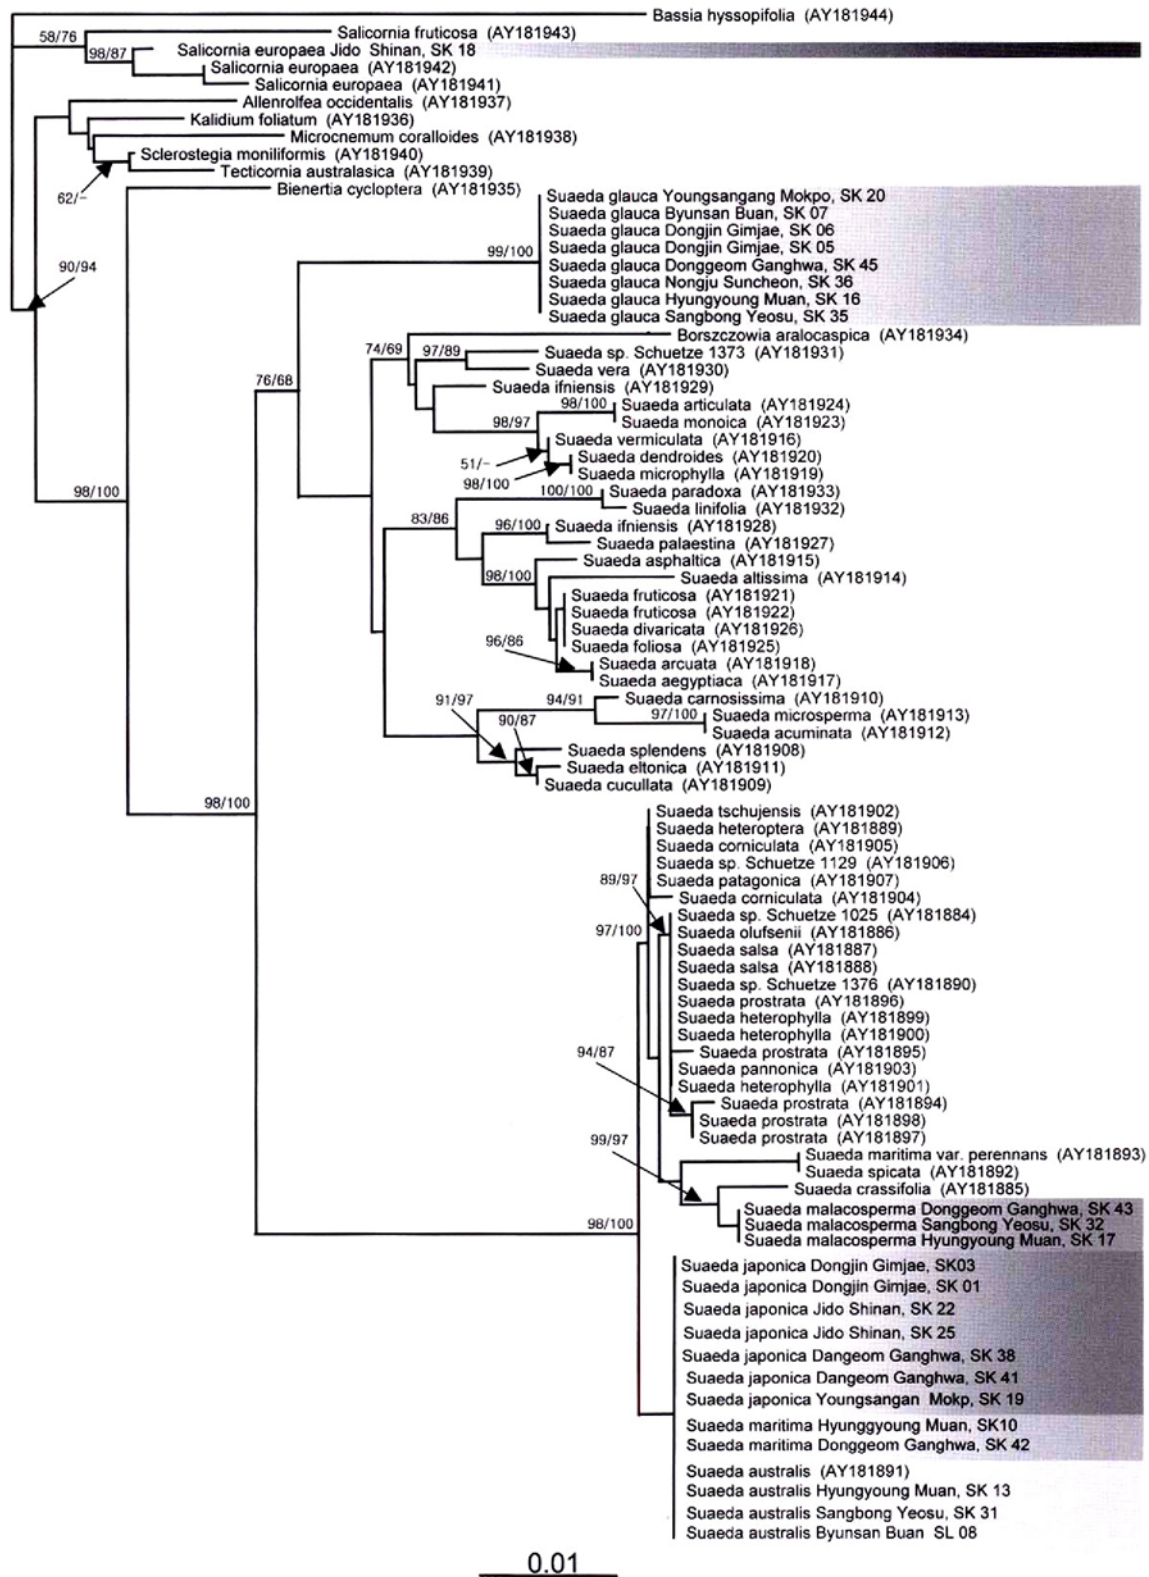 Bassia hyssopifolia (AY181944)
58/76
Salicornia fruticosa (AY181943)
98/87
Salicornia europaea Jido Shinan, SK 18
Salicornia europaea (AY181942)
Salicornia europaea (AY181941)
Allenrolfea occidentalis (AY181937)
Kalidium foliatum (AY181936)
Microcnemum coralloides (AY181938)
Sclerostegia moniliformis (AY181940)
Tecticornia australasica (AY181939)
62/-
Bienertia cycloptera (AY181935)
Suaeda glauca Youngsangang Mokpo, SK 20
Suaeda glauca Byunsan Buan, SK 07
Suaeda glauca Dongjin Gimjae, SK 06
Suaeda glauca Dongjin Gimjae, SK 05
99/100
Suaeda glauca Donggeom Ganghwa, SK 45
90/94
Suaeda glauca Nongju Suncheon, SK 36
Suaeda glauca Hyungyoung Muan, SK 16
Suaeda glauca Sangbong Yeosu, SK 35
Borszczowia aralocaspica (AY181934)
74/69
97/89
Suaeda sp. Schuetze 1373 (AY181931)
Suaeda vera (AY181930)
76/68
Suaeda ifniensis (AY181929)
98/100
Suaeda articulata (AY181924)
98/97
Suaeda monoica (AY181923)
Suaeda vermiculata (AY181916)
51/-
Suaeda dendroides (AY181920)
98/100
Suaeda microphylla (AY181919)
98/100
100/100
Suaeda paradoxa (AY181933)
Suaeda linifolia (AY181932)
83/86
96/100
Suaeda ifniensis (AY181928)
Suaeda palaestina (AY181927)
Suaeda asphaltica (AY181915)
98/100
Suaeda altissima (AY181914)
Suaeda fruticosa (AY181921)
Suaeda fruticosa (AY181922)
Suaeda divaricata (AY181926)
96/86
Suaeda foliosa (AY181925)
Suaeda arcuata (AY181918)
Suaeda aegyptiaca (AY181917)
91/97
94/91
Suaeda carnosissima (AY181910)
90/87
97/100
Suaeda microsperma (AY181913)
Suaeda acuminata (AY181912)
Suaeda splendens (AY181908)
Suaeda eltonica (AY181911)
Suaeda cucullata (AY181909)
98/100
Suaeda tschujensis (AY181902)
Suaeda heteroptera (AY181889)
Suaeda corniculata (AY181905)
Suaeda sp. Schuetze 1129 (AY181906)
89/97
Suaeda patagonica (AY181907)
Suaeda corniculata (AY181904)
Suaeda sp. Schuetze 1025 (AY181884)
97/100
Suaeda olufsenii (AY181886)
Suaeda salsa (AY181887)
Suaeda salsa (AY181888)
Suaeda sp. Schuetze 1376 (AY181890)
Suaeda prostrata (AY181896)
Suaeda heterophylla (AY181899)
Suaeda heterophylla (AY181900)
94/87
Suaeda prostrata (AY181895)
Suaeda pannonica (AY181903)
Suaeda heterophylla (AY181901)
Suaeda prostrata (AY181894)
Suaeda prostrata (AY181898)
99/97
Suaeda prostrata (AY181897)
Suaeda maritima var. perennans (AY181893)
Suaeda spicata (AY181892)
Suaeda crassifolia (AY181885)
Suaeda malacosperma Donggeom Ganghwa, SK 43
98/100
Suaeda malacosperma Sangbong Yeosu, SK 32
Suaeda malacosperma Hyungyoung Muan, SK 17
Suaeda japonica Dongjin Gimjae, SK03
Suaeda japonica Dongjin Gimjae, SK 01
Suaeda japonica Jido Shinan, SK 22
Suaeda japonica Jido Shinan, SK 25
Suaeda japonica Dangeom Ganghwa, SK 38
Suaeda japonica Dangeom Ganghwa, SK 41
Suaeda japonica Youngsangan Mokp, SK 19
Suaeda maritima Hyunggyoung Muan, SK10
Suaeda maritima Donggeom Ganghwa, SK 42
Suaeda australis (AY181891)
Suaeda australis Hyungyoung Muan, SK 13
Suaeda australis Sangbong Yeosu, SK 31
Suaeda australis Byunsan Buan SL 08
0.01